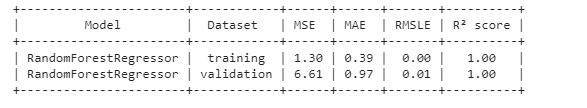 +-----------------------+------------+------+------+-------+----------+
|         Model         |  Dataset   | MSE  | MAE  | RMSLE | R² score |
+-----------------------+------------+------+------+-------+----------+
| RandomForestRegressor |  training  | 1.30 | 0.39 |  0.00 |   1.00   |
| RandomForestRegressor | validation | 6.61 | 0.97 |  0.01 |   1.00   |
+-----------------------+------------+------+------+-------+----------+